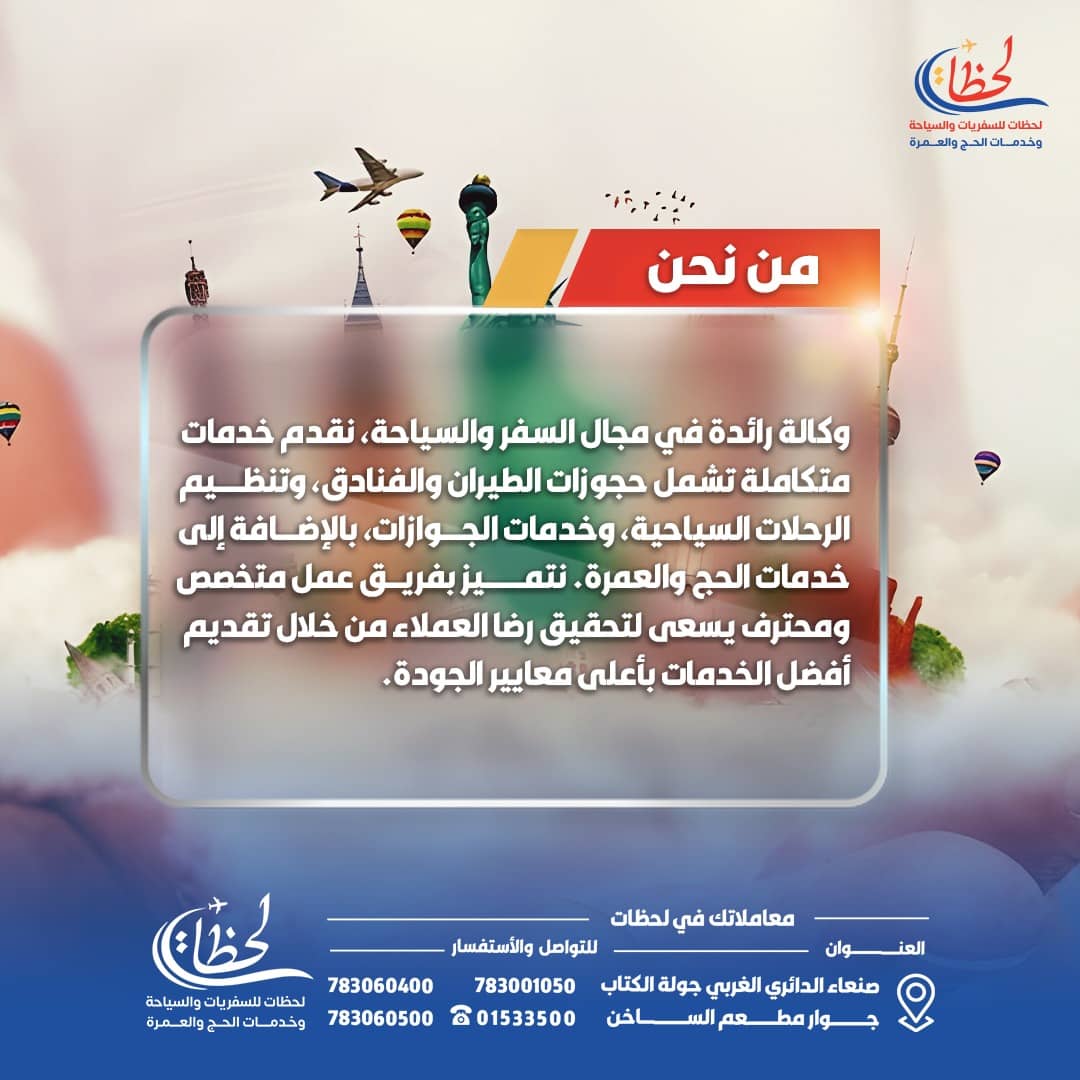 لحظات
لحظات للسفريات والسياحة
وخدمات الحج والعمرة
من نحن
وكالة رائدة في مجال السفر والسياحة، نقدم خدمات
متكاملة تشمل حجوزات الطيران والفنادق، وتنظيم
الرحلات السياحية، وخدمات الجوازات، بالإضافة إلى
خدمات الحج والعمرة. نتميز بفريق عمل متخصص
ومحترف يسعى لتحقيق رضا العملاء من خلال تقديم
أفضل الخدمات بأعلى معايير الجودة.
معاملاتك في لحظات
العنوان
صنعاء الدائري الغربي جولة الكتاب
جوار مطعم الساخن
للتواصل والأستفسار
783001050 783060400
01533500 783060500
لحظات
لحظات للسفريات والسياحة
وخدمات الحج والعمرة